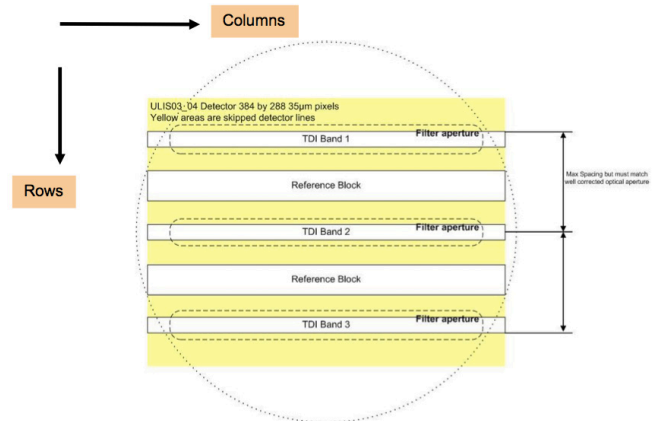 Columns
Rows
ULIS03_04 Detector 384 by 288 35µm pixels
Yellow areas are skipped detector lines
TDI Band 1
Filter aperture
Reference Block
Max Spacing but must match
well corrected optical aperture
TDI Band 2
Filter aperture
Reference Block
TDI Band 3
Filter aperture